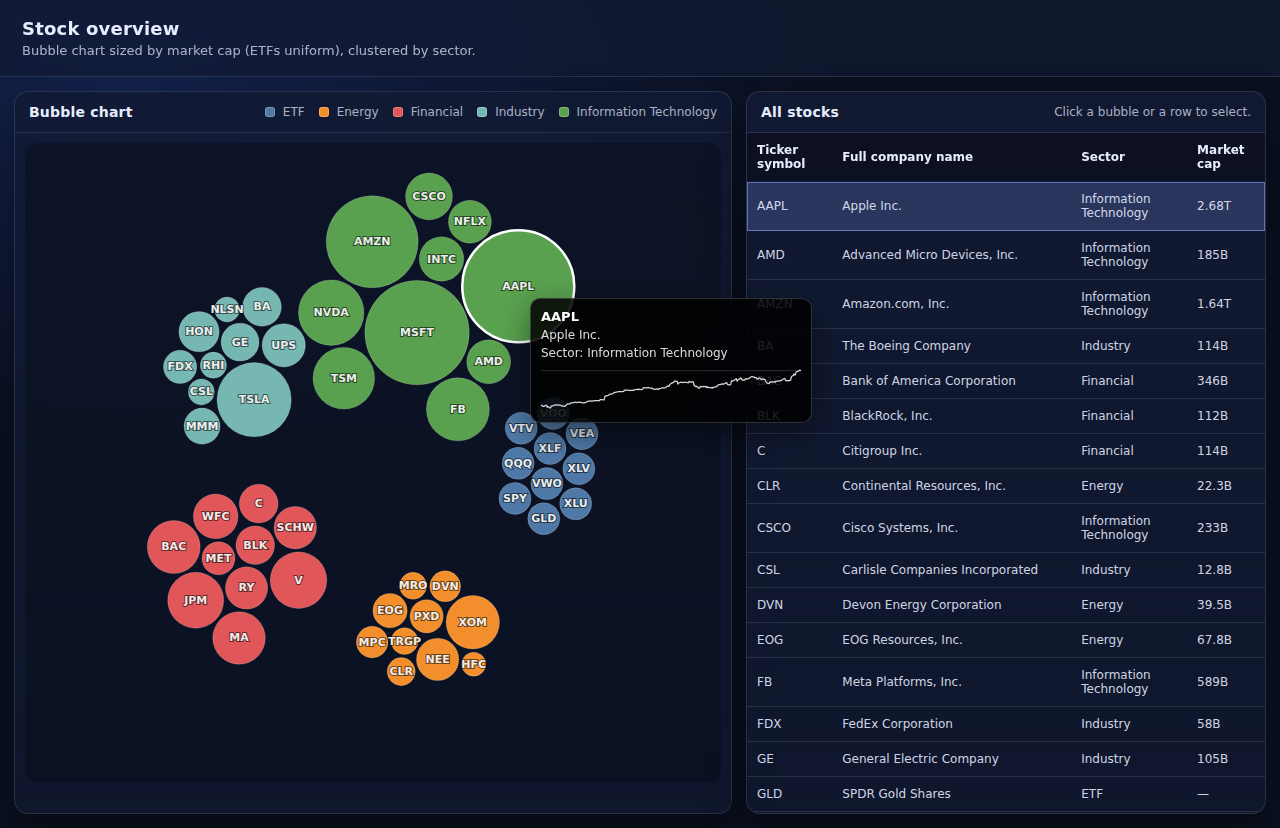 Stock overview
Bubble chart sized by market cap (ETFs uniform), clustered by sector.
Bubble chart
ETF
Energy
Financial
Industry
Information Technology
CSCO
NFLX
AMZN
INTC
AAPL
NVDA
MSFT
AMD
TSM
FB
NLSN
BA
HON
GE
UPS
FDX
RHI
CSL
TSLA
MMM
AAPL
Apple Inc.
Sector: Information Technology
VOO
VTV
VEA
XLF
QQQ
XLV
VWO
SPY
XLU
GLD
C
WFC
SCHW
BAC
BLK
MET
V
RY
JPM
MA
MRO
DVN
EOG
PXD
XOM
MPC
TRGP
NEE
HFC
CLR
All stocks
Click a bubble or a row to select.
Ticker symbol
Full company name
Sector
Market cap
AAPL Apple Inc. Information Technology 2.68T
AMD Advanced Micro Devices, Inc. Information Technology 185B
AMZN Amazon.com, Inc. Information Technology 1.64T
BA The Boeing Company Industry 114B
Bank of America Corporation Financial 346B
BLK BlackRock, Inc. Financial 112B
C Citigroup Inc. Financial 114B
CLR Continental Resources, Inc. Energy 22.3B
CSCO Cisco Systems, Inc. Information Technology 233B
CSL Carlisle Companies Incorporated Industry 12.8B
DVN Devon Energy Corporation Energy 39.5B
EOG EOG Resources, Inc. Energy 67.8B
FB Meta Platforms, Inc. Information Technology 589B
FDX FedEx Corporation Industry 58B
GE General Electric Company Industry 105B
GLD SPDR Gold Shares ETF —